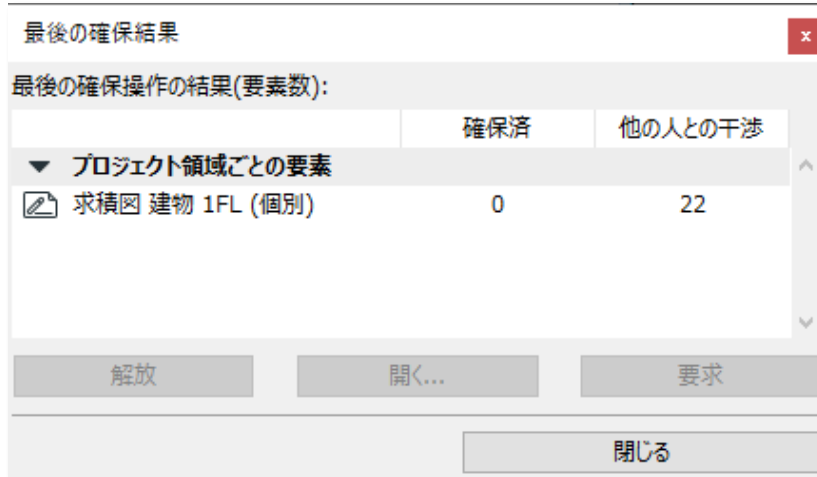 最後の確保結果
x
最後の確保操作の結果(要素数):
確保済 他の人との干渉
プロジェクト領域ごとの要素
求積図 建物 1FL (個別) 0 22
解放 開く... 要求
閉じる